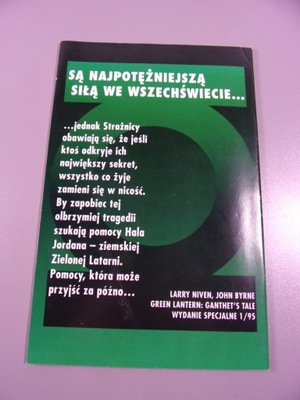 SĄ NAJPOTĘŻNIEJSZĄ
SIŁĄ WE WSZECHŚWIECIE...
...jednak Strażnicy
obawiają się, że jeśli
ktoś odkryje ich
największy sekret,
wszystko co żyje
zamieni się w nicość.
By zapobiec tej
olbrzymiej tragedii
szukają pomocy Hala
Jordana – ziemskiej
Zielonej Latarni.
Pomocy, która może
przyjść za późno...
LARRY NIVEN, JOHN BYRNE
GREEN LANTERN: GANTHET'S TALE
WYDANIE SPECJALNE 1/95